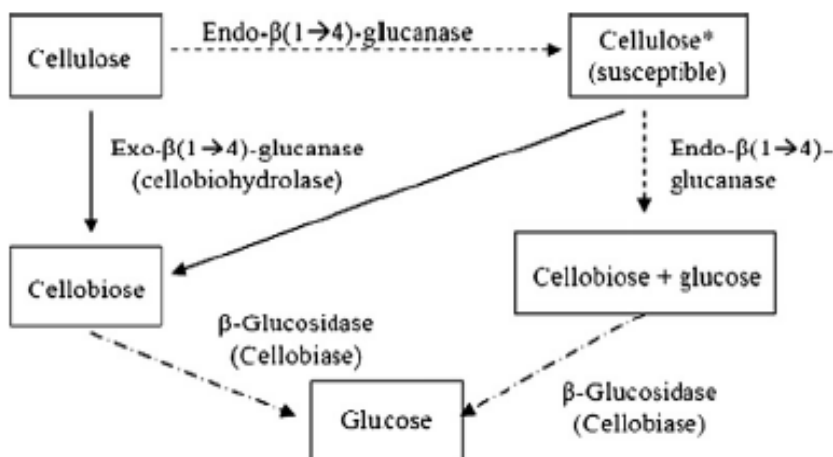 Endo-β(1→4)-glucanase
Cellulose
Cellulose*
(susceptible)
Exo-β(1→4)-glucanase
(cellobiohydrolase)
Endo-β(1→4)-
glucanase
Cellobiose
Cellobiose + glucose
β-Glucosidase
(Cellobiase)
Glucose
β-Glucosidase
(Cellobiase)